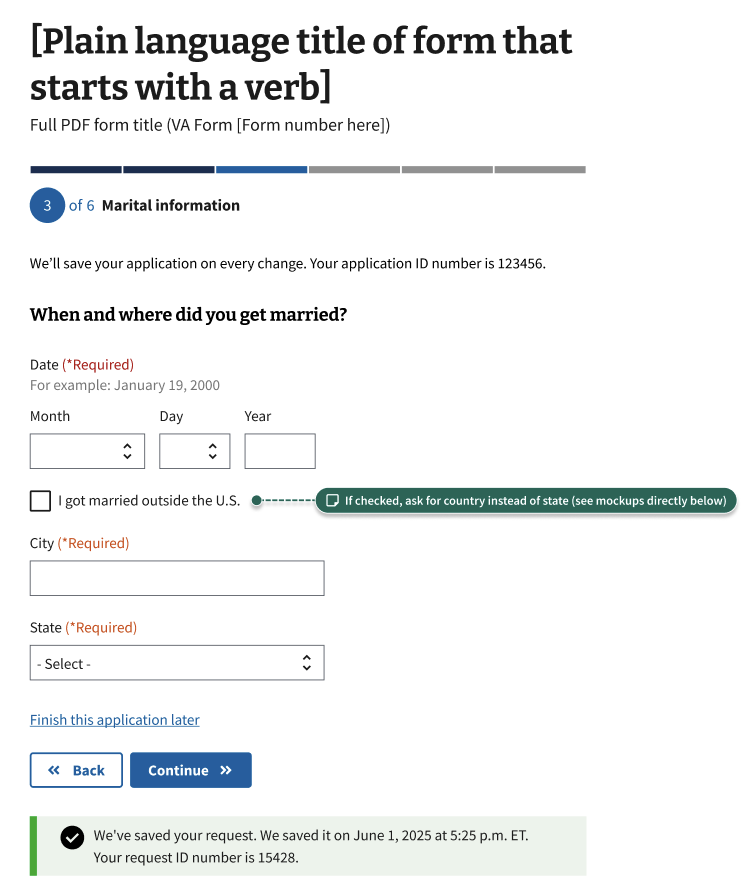 [Plain language title of form that
starts with a verb]
Full PDF form title (VA Form [Form number here])
3 of 6 Marital information
We’ll save your application on every change. Your application ID number is 123456.
When and where did you get married?
Date (*Required)
For example: January 19, 2000
Month Day Year
I got married outside the U.S.
If checked, ask for country instead of state (see mockups directly below)
City (*Required)
State (*Required)
- Select -
Finish this application later
Back Continue
We've saved your request. We saved it on June 1, 2025 at 5:25 p.m. ET.
Your request ID number is 15428.